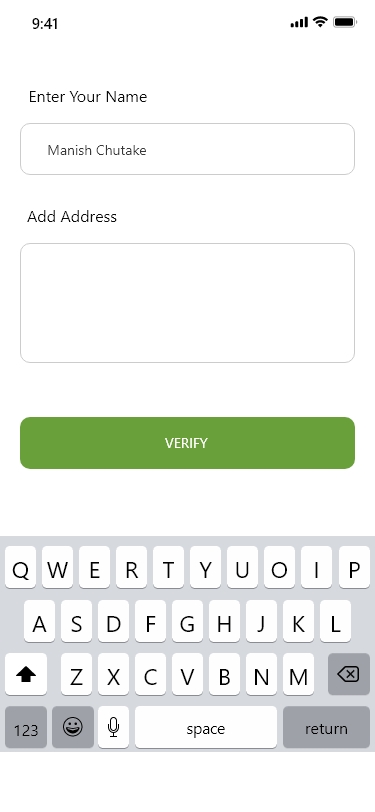 9:41
Enter Your Name
Manish Chutake
Add Address
VERIFY
Q W E R T Y U O I P
A S D F G H J K L
Z X C V B N M
123 space return